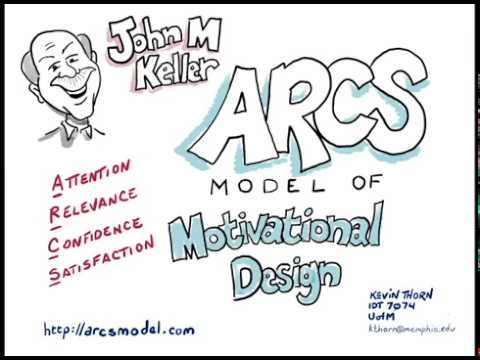 John M
Keller
ARCS
MODEL OF
Motivational
Design
ATTENTION
RELEVANCE
CONFIDENCE
SATISFACTION
http://arcsmodel.com
KEVIN THORN
IDT 7074
UofM
kthorn@memphis.edu